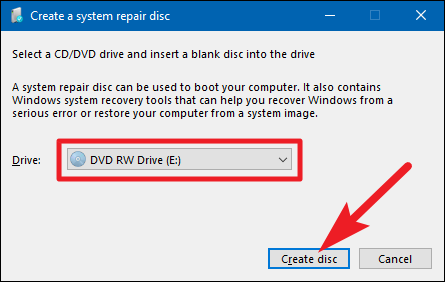 Create a system repair disc
Select a CD/DVD drive and insert a blank disc into the drive
A system repair disc can be used to boot your computer. It also contains
Windows system recovery tools that can help you recover Windows from a
serious error or restore your computer from a system image.
Drive: DVD RW Drive (E:)
Create disc Cancel